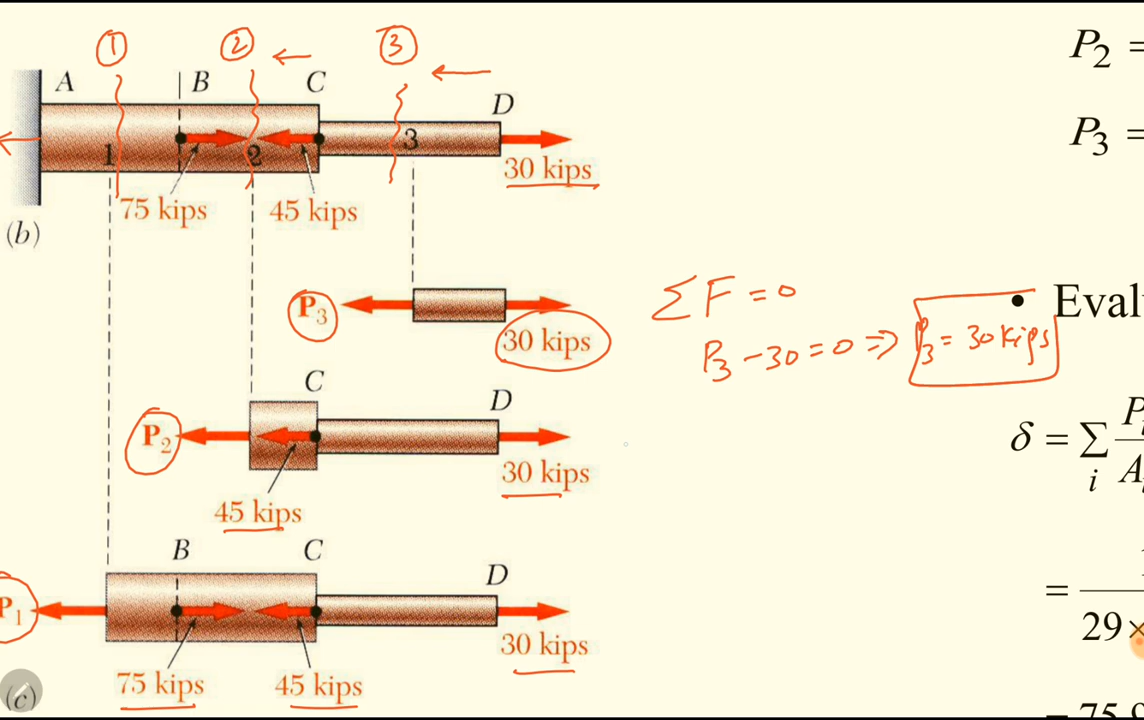 ① ② ③
A B C D
1 2 3
75 kips 45 kips 30 kips
(b)
P₃ 30 kips
C D
P₂ 45 kips 30 kips
B C D
P₁ 75 kips 45 kips 30 kips
(c)
P₂ =
P₃ =
ΣF = 0
P₃ − 30 = 0 ⇒ P₃ = 30 kips
• Eval
δ = Σ
i
=
29×